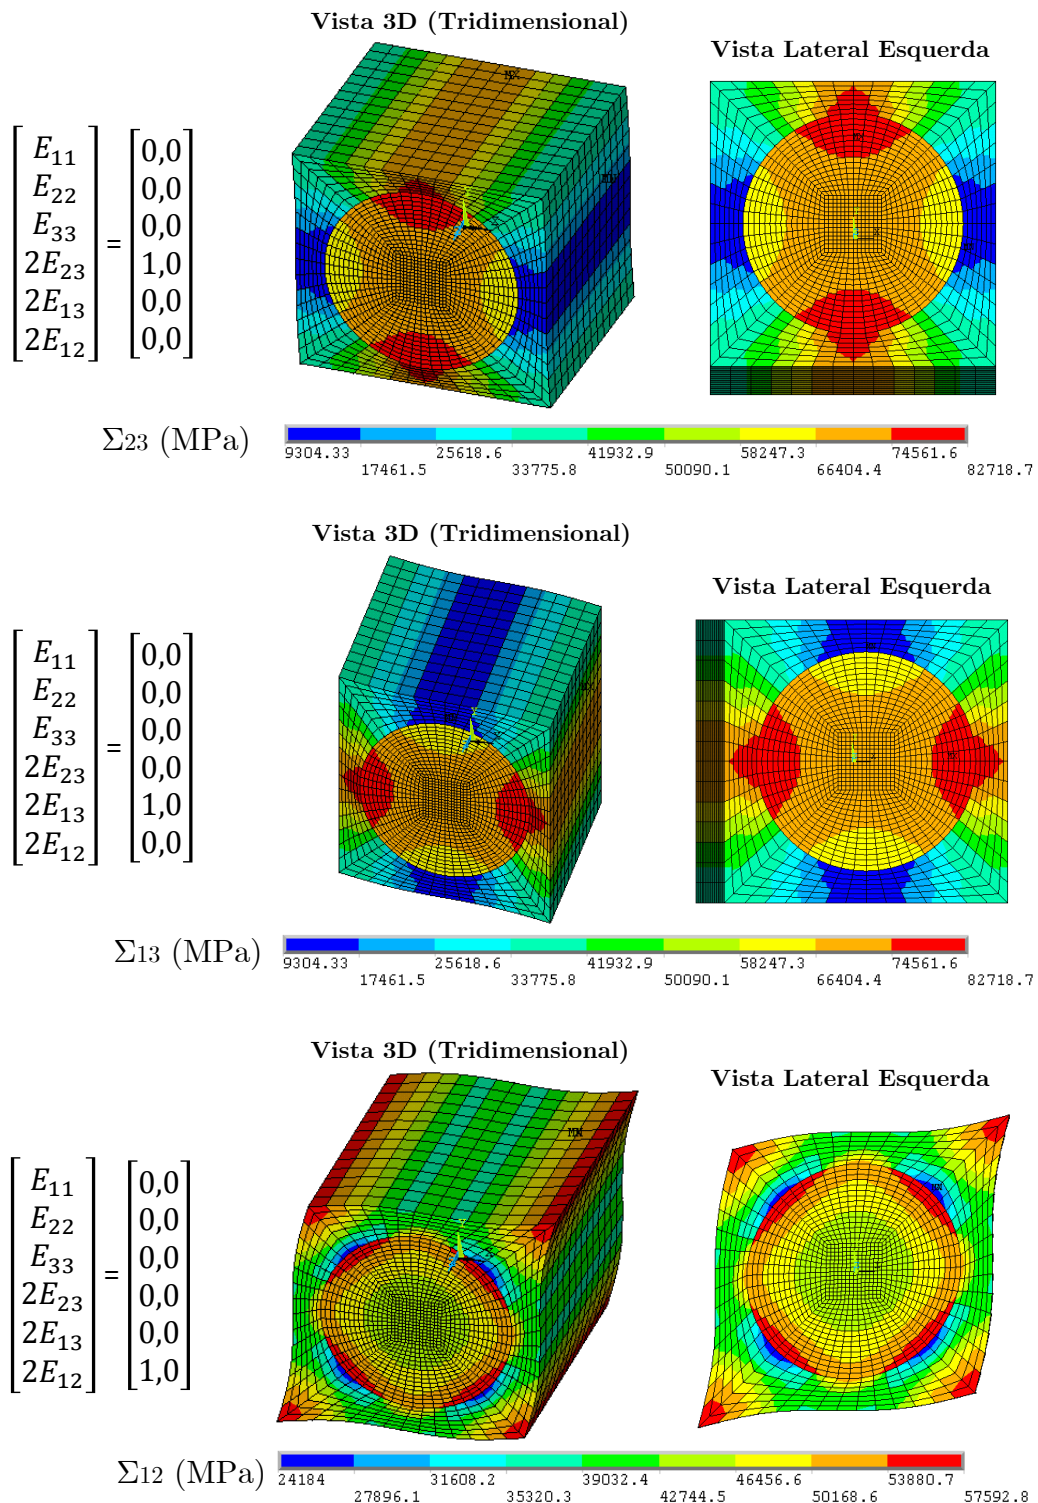 Vista 3D (Tridimensional)
Vista Lateral Esquerda
E11 0,0
E22 0,0
E33 0,0
2E23 = 1,0
2E13 0,0
2E12 0,0
MX
Σ23 (MPa)
9304.33 25618.6 41932.9 58247.3 74561.6
17461.5 33775.8 50090.1 66404.4 82718.7
Vista 3D (Tridimensional)
Vista Lateral Esquerda
E11 0,0
E22 0,0
E33 0,0
2E23 = 0,0
2E13 1,0
2E12 0,0
Σ13 (MPa)
9304.33 25618.6 41932.9 58247.3 74561.6
17461.5 33775.8 50090.1 66404.4 82718.7
Vista 3D (Tridimensional)
Vista Lateral Esquerda
E11 0,0
E22 0,0
E33 0,0
2E23 = 0,0
2E13 0,0
2E12 1,0
Σ12 (MPa)
24184 31608.2 39032.4 46456.6 53880.7
27896.1 35320.3 42744.5 50168.6 57592.8